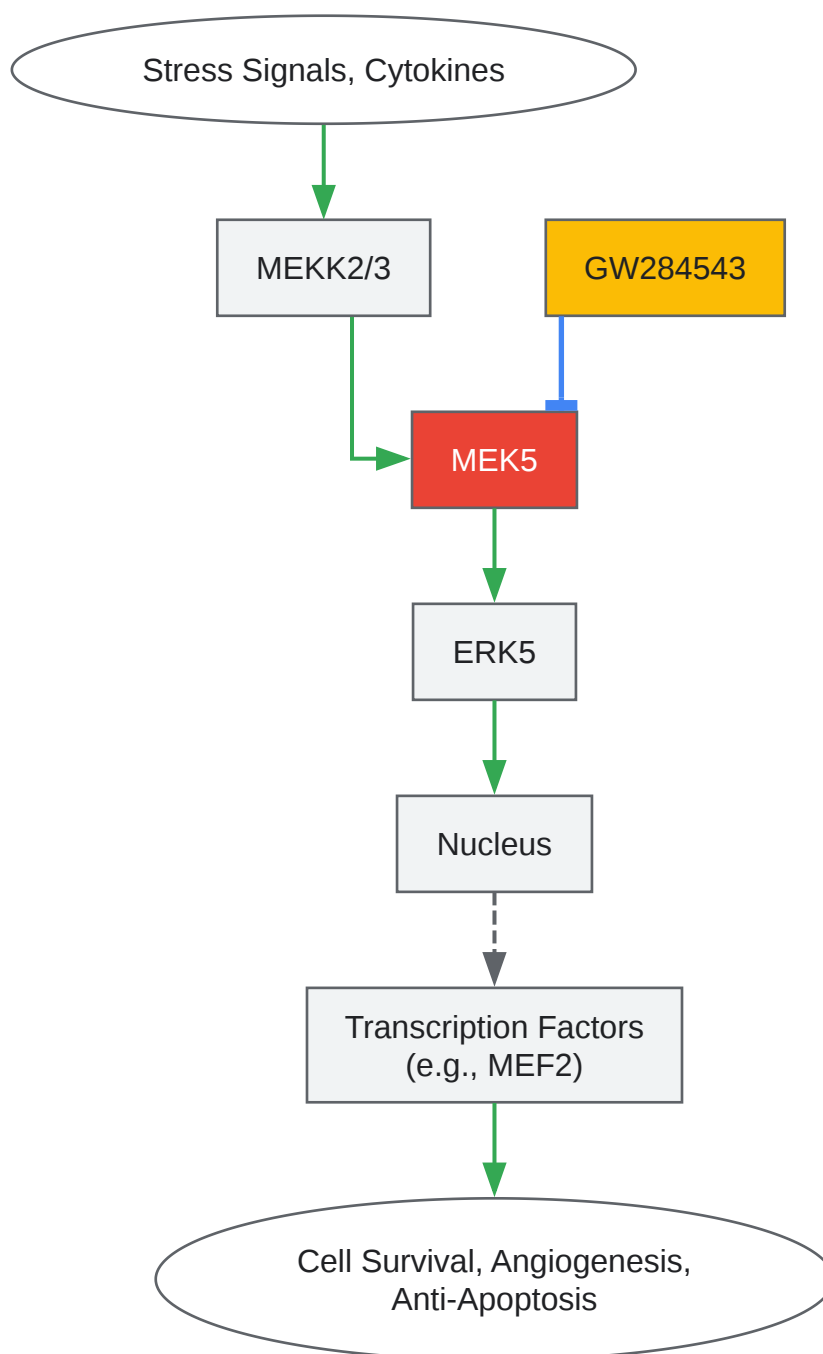 Stress Signals, Cytokines
MEKK2/3
GW284543
MEK5
ERK5
Nucleus
Transcription Factors
(e.g., MEF2)
Cell Survival, Angiogenesis,
Anti-Apoptosis